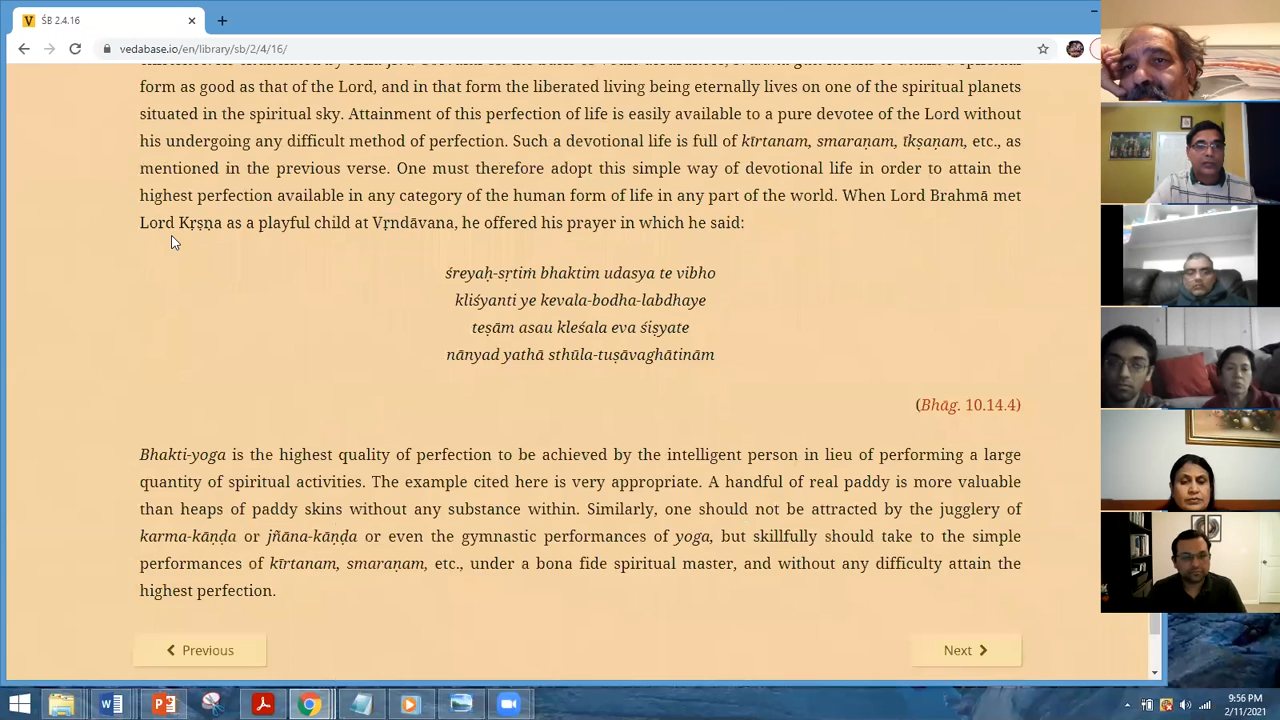 ŚB 2.4.16
vedabase.io/en/library/sb/2/4/16/
form as good as that of the Lord, and in that form the liberated living being eternally lives on one of the spiritual planets
situated in the spiritual sky. Attainment of this perfection of life is easily available to a pure devotee of the Lord without
his undergoing any difficult method of perfection. Such a devotional life is full of kīrtanam, smaraṇam, īkṣaṇam, etc., as
mentioned in the previous verse. One must therefore adopt this simple way of devotional life in order to attain the
highest perfection available in any category of the human form of life in any part of the world. When Lord Brahmā met
Lord Kṛṣṇa as a playful child at Vṛndāvana, he offered his prayer in which he said:
śreyaḥ-sṛtiṁ bhaktim udasya te vibho
kliśyanti ye kevala-bodha-labdhaye
teṣām asau kleśala eva śiṣyate
nānyad yathā sthūla-tuṣāvaghātinām
(Bhāg. 10.14.4)
Bhakti-yoga is the highest quality of perfection to be achieved by the intelligent person in lieu of performing a large
quantity of spiritual activities. The example cited here is very appropriate. A handful of real paddy is more valuable
than heaps of paddy skins without any substance within. Similarly, one should not be attracted by the jugglery of
karma-kāṇḍa or jñāna-kāṇḍa or even the gymnastic performances of yoga, but skillfully should take to the simple
performances of kīrtanam, smaraṇam, etc., under a bona fide spiritual master, and without any difficulty attain the
highest perfection.
Previous
Next
9:56 PM
2/11/2021